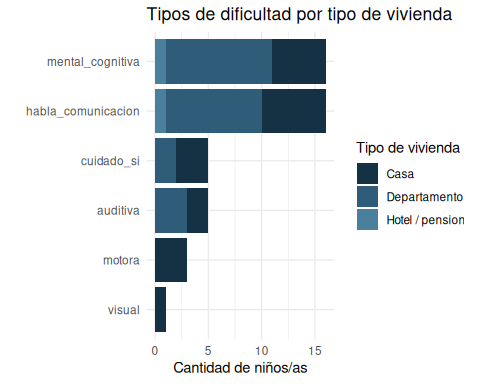 Tipos de dificultad por tipo de vivienda
mental_cognitiva
habla_comunicacion
cuidado_si
auditiva
motora
visual
0 5 10 15
Cantidad de niños/as
Tipo de vivienda
Casa
Departamento
Hotel / pension